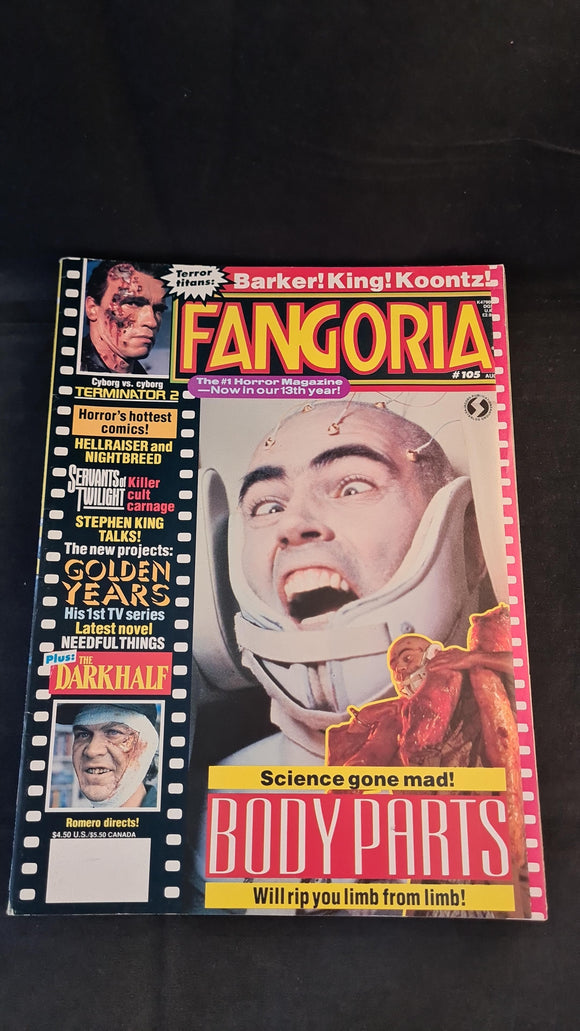 Terror
titans:
Barker! King! Koontz!
FANGORIA
#105
The #1 Horror Magazine
—Now in our 13th year!
Cyborg vs. cyborg
TERMINATOR 2
Horror's hottest
comics!
HELLRAISER and
NIGHTBREED
SERVANTS of
TWILIGHT
Killer
cult
carnage
STEPHEN KING
TALKS!
The new projects:
GOLDEN
YEARS
His 1st TV series
Latest novel
NEEDFUL THINGS
Plus:
THE
DARK HALF
Romero directs!
$4.50 U.S./$5.50 CANADA
Science gone mad!
BODY PARTS
Will rip you limb from limb!